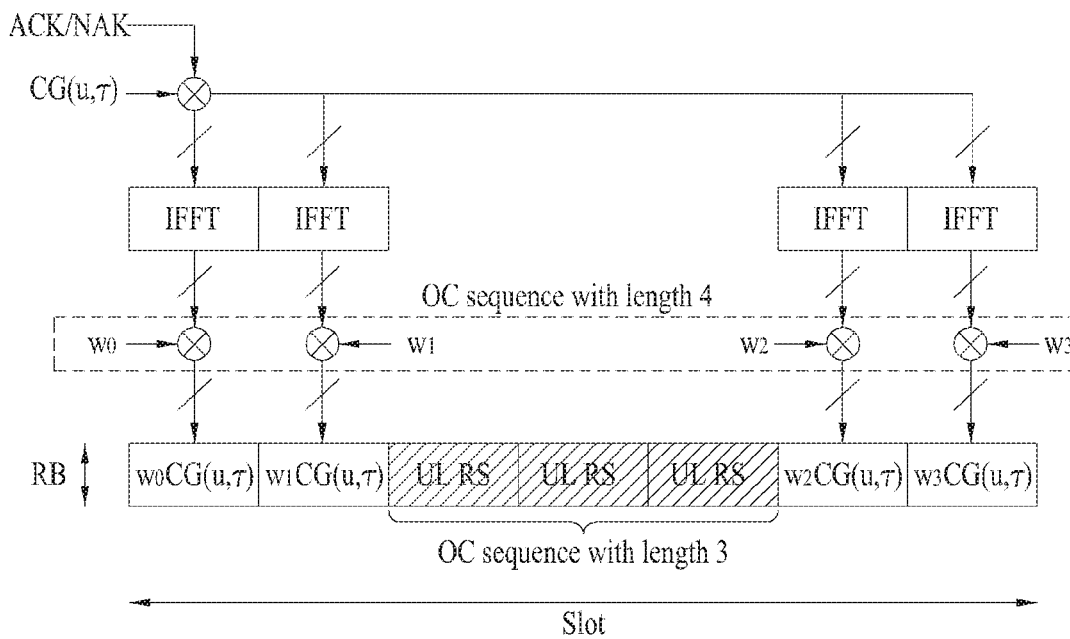 ACK/NAK
CG(u,τ)
IFFT IFFT IFFT IFFT
OC sequence with length 4
w0 w1 w2 w3
RB w0CG(u,τ) w1CG(u,τ) UL RS UL RS UL RS w2CG(u,τ) w3CG(u,τ)
OC sequence with length 3
Slot